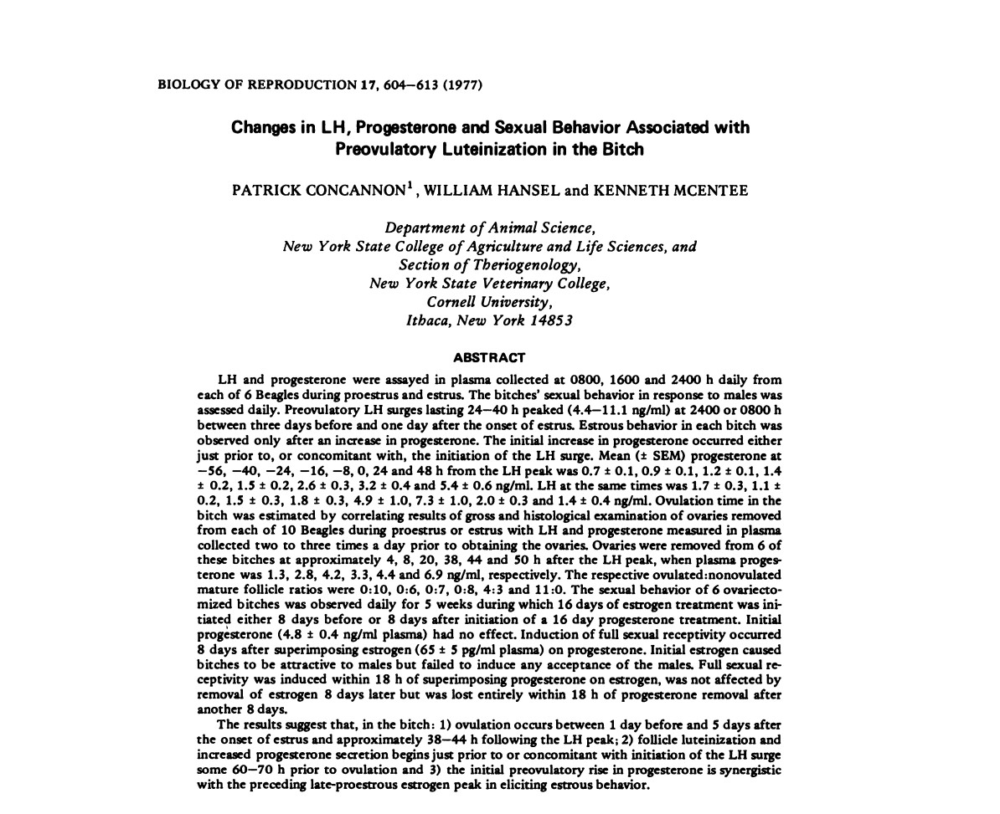 BIOLOGY OF REPRODUCTION 17, 604–613 (1977)
Changes in LH, Progesterone and Sexual Behavior Associated with
Preovulatory Luteinization in the Bitch
PATRICK CONCANNON¹, WILLIAM HANSEL and KENNETH MCENTEE
Department of Animal Science,
New York State College of Agriculture and Life Sciences, and
Section of Theriogenology,
New York State Veterinary College,
Cornell University,
Ithaca, New York 14853
ABSTRACT
LH and progesterone were assayed in plasma collected at 0800, 1600 and 2400 h daily from
each of 6 Beagles during proestrus and estrus. The bitches' sexual behavior in response to males was
assessed daily. Preovulatory LH surges lasting 24–40 h peaked (4.4–11.1 ng/ml) at 2400 or 0800 h
between three days before and one day after the onset of estrus. Estrous behavior in each bitch was
observed only after an increase in progesterone. The initial increase in progesterone occurred either
just prior to, or concomitant with, the initiation of the LH surge. Mean (± SEM) progesterone at
−56, −40, −24, −16, −8, 0, 24 and 48 h from the LH peak was 0.7 ± 0.1, 0.9 ± 0.1, 1.2 ± 0.1, 1.4
± 0.2, 1.5 ± 0.2, 2.6 ± 0.3, 3.2 ± 0.4 and 5.4 ± 0.6 ng/ml. LH at the same times was 1.7 ± 0.3, 1.1 ±
0.2, 1.5 ± 0.3, 1.8 ± 0.3, 4.9 ± 1.0, 7.3 ± 1.0, 2.0 ± 0.3 and 1.4 ± 0.4 ng/ml. Ovulation time in the
bitch was estimated by correlating results of gross and histological examination of ovaries removed
from each of 10 Beagles during proestrus or estrus with LH and progesterone measured in plasma
collected two to three times a day prior to obtaining the ovaries. Ovaries were removed from 6 of
these bitches at approximately 4, 8, 20, 38, 44 and 50 h after the LH peak, when plasma proges-
terone was 1.3, 2.8, 4.2, 3.3, 4.4 and 6.9 ng/ml, respectively. The respective ovulated:nonovulated
mature follicle ratios were 0:10, 0:6, 0:7, 0:8, 4:3 and 11:0. The sexual behavior of 6 ovariecto-
mized bitches was observed daily for 5 weeks during which 16 days of estrogen treatment was ini-
tiated either 8 days before or 8 days after initiation of a 16 day progesterone treatment. Initial
progesterone (4.8 ± 0.4 ng/ml plasma) had no effect. Induction of full sexual receptivity occurred
8 days after superimposing estrogen (65 ± 5 pg/ml plasma) on progesterone. Initial estrogen caused
bitches to be attractive to males but failed to induce any acceptance of the males. Full sexual re-
ceptivity was induced within 18 h of superimposing progesterone on estrogen, was not affected by
removal of estrogen 8 days later but was lost entirely within 18 h of progesterone removal after
another 8 days.
The results suggest that, in the bitch: 1) ovulation occurs between 1 day before and 5 days after
the onset of estrus and approximately 38–44 h following the LH peak; 2) follicle luteinization and
increased progesterone secretion begins just prior to or concomitant with initiation of the LH surge
some 60–70 h prior to ovulation and 3) the initial preovulatory rise in progesterone is synergistic
with the preceding late-proestrous estrogen peak in eliciting estrous behavior.